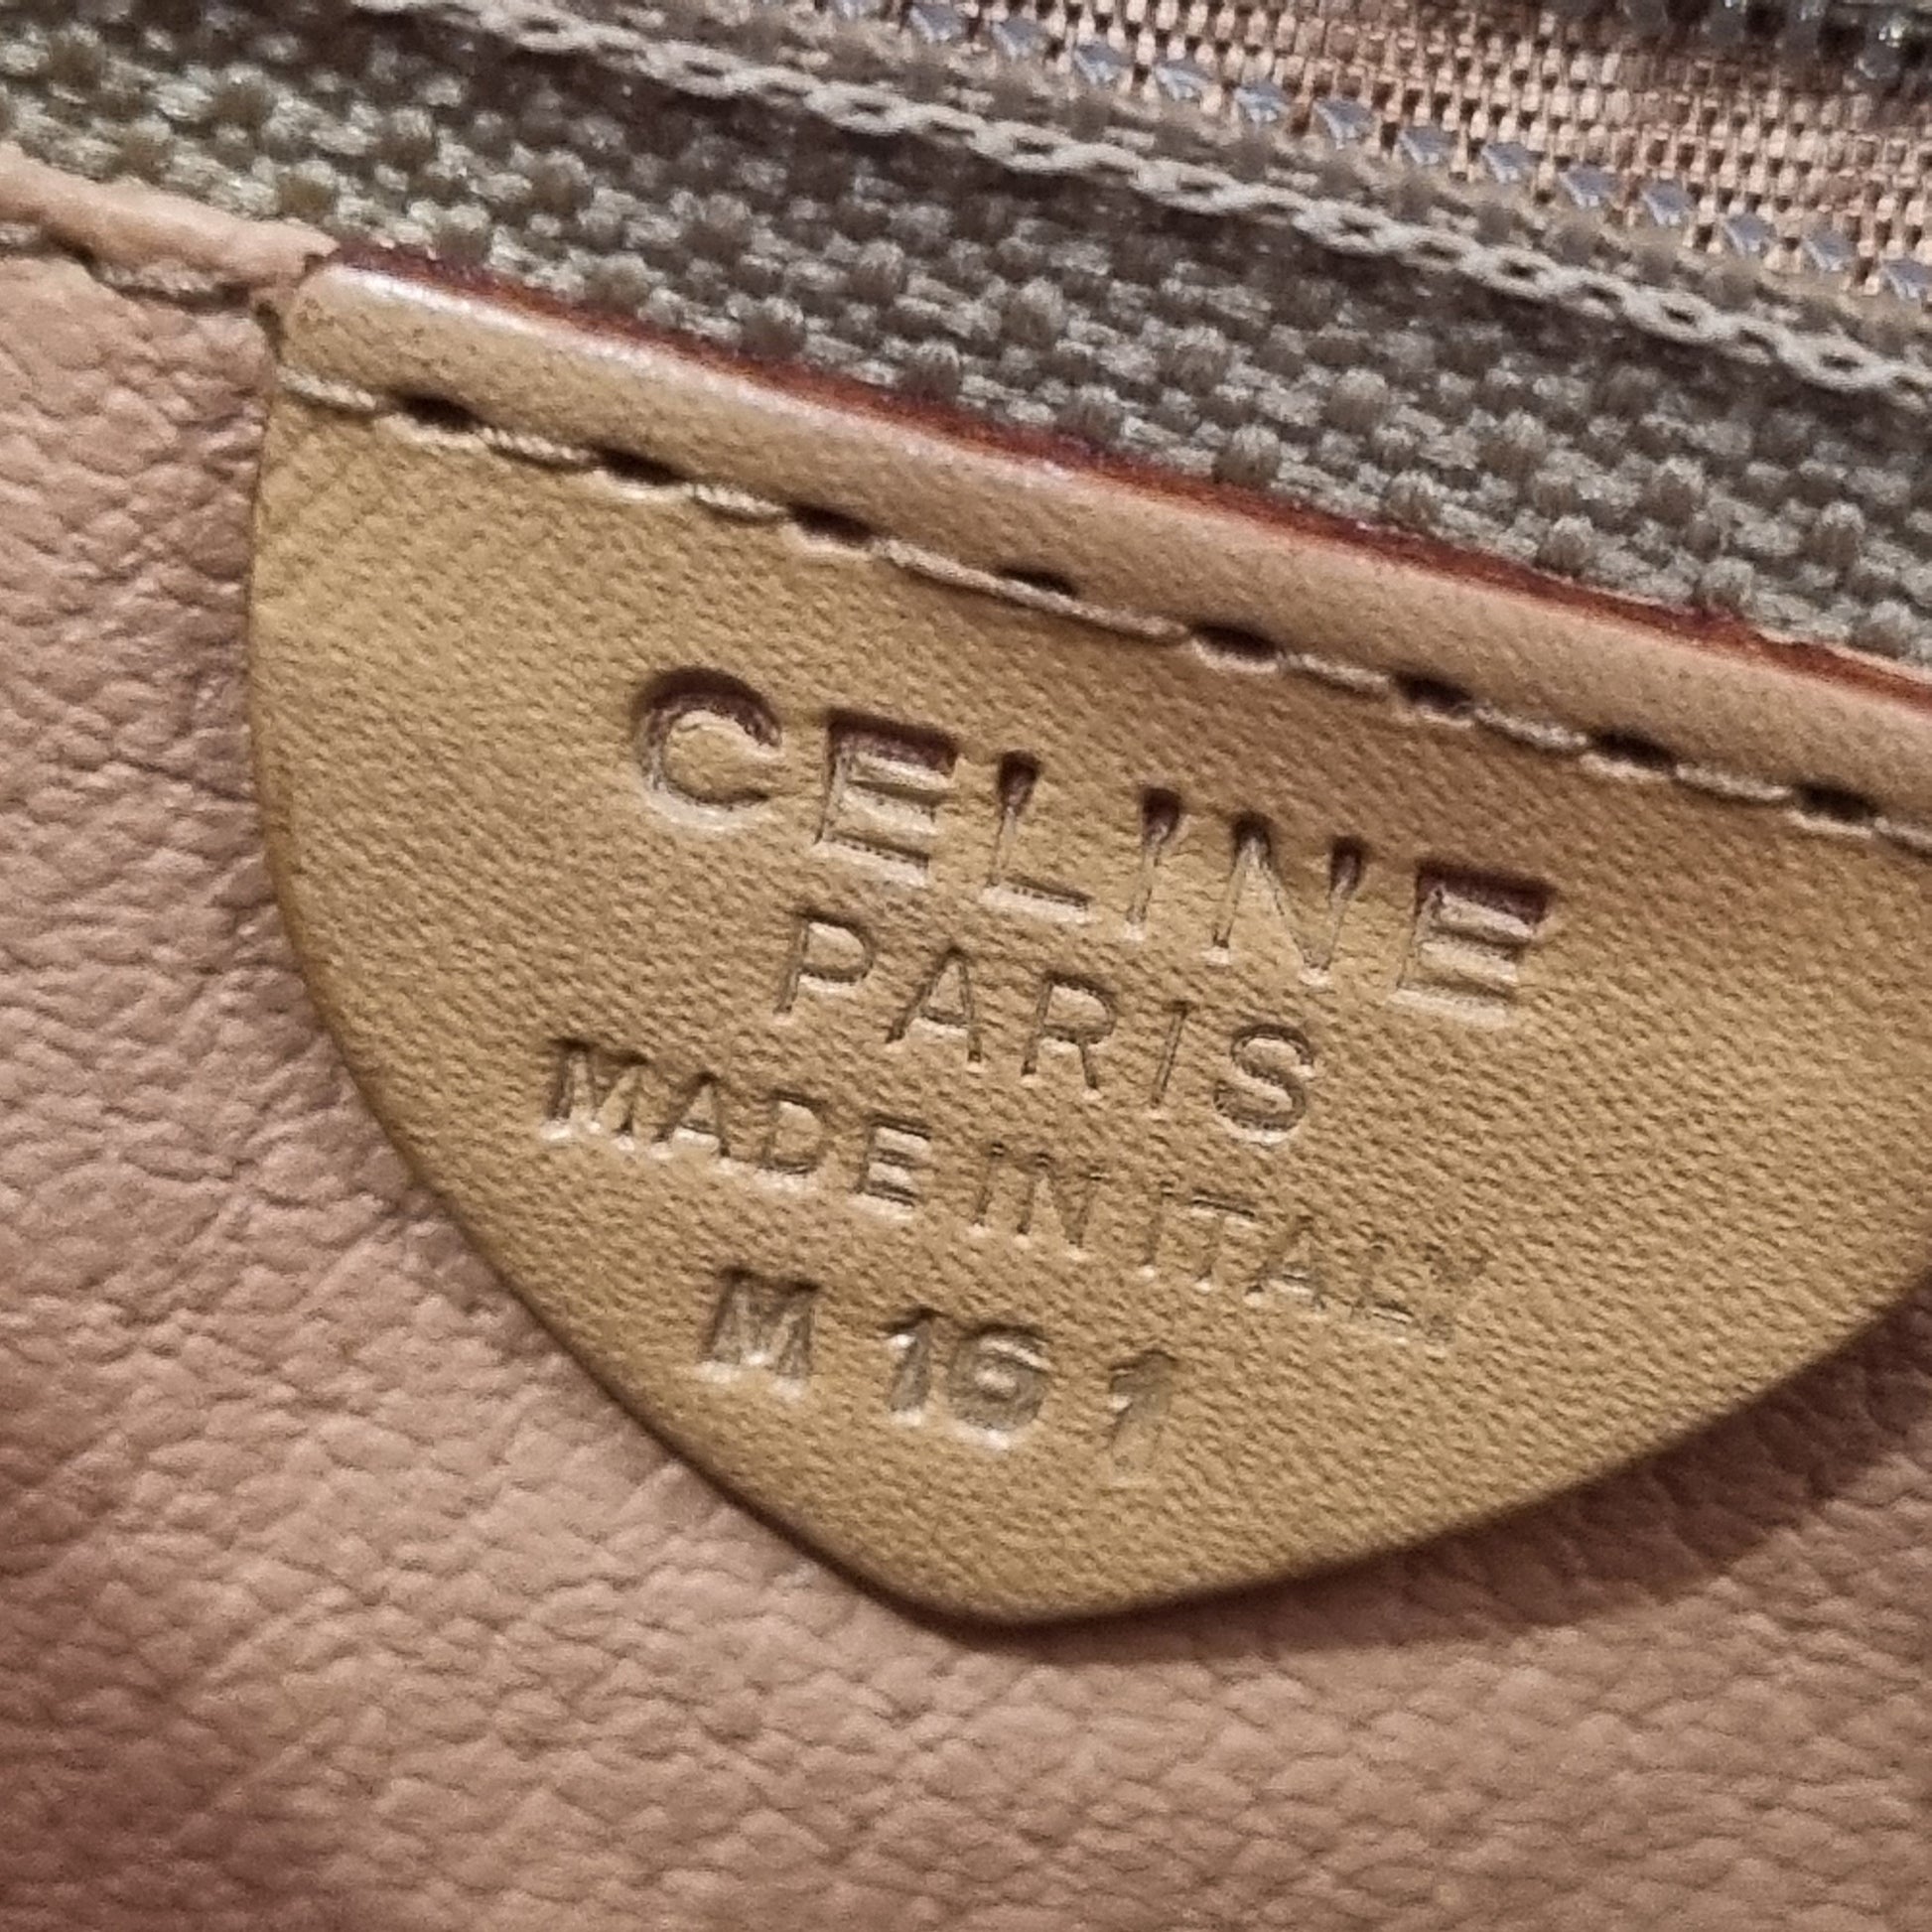 CELINE
PARIS
MADE IN ITALY
M 16 1